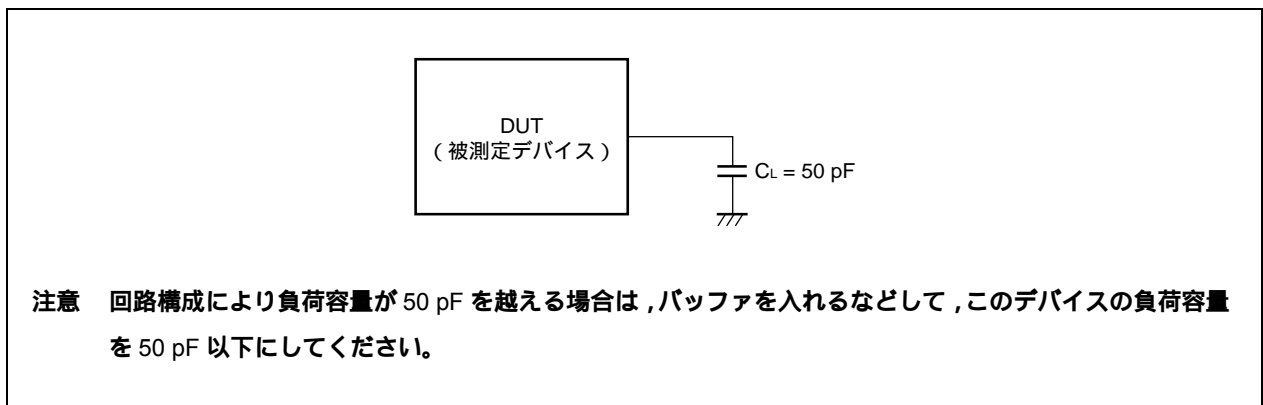 DUT
(被測定デバイス)
CL = 50 pF
注意 回路構成により負荷容量が 50 pF を越える場合は,バッファを入れるなどして,このデバイスの負荷容量
を 50 pF 以下にしてください。